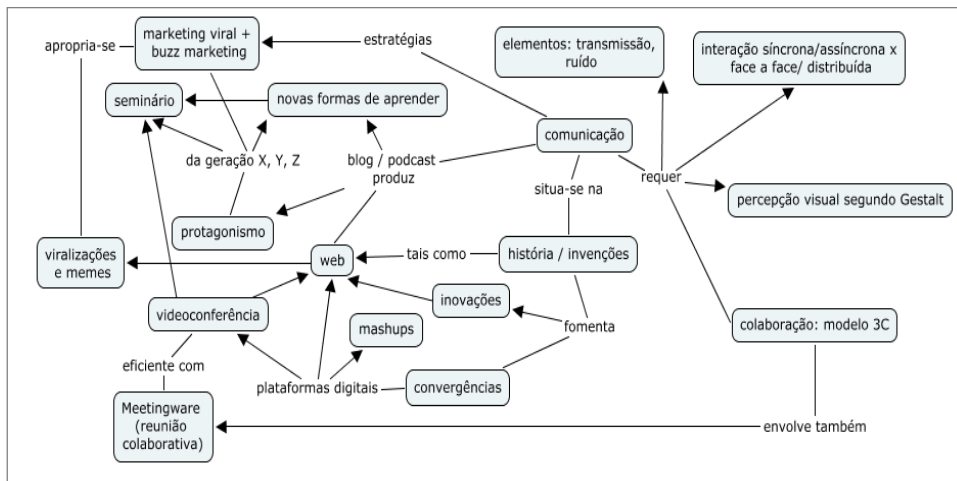 marketing viral +
buzz marketing
apropria-se
estratégias
elementos: transmissão,
ruído
interação síncrona/assíncrona x
face a face/ distribuída
seminário
novas formas de aprender
comunicação
da geração X, Y, Z
blog / podcast
produz
situa-se na
requer
percepção visual segundo Gestalt
protagonismo
viralizações
e memes
web
tais como
história / invenções
videoconferência
inovações
mashups
fomenta
colaboração: modelo 3C
eficiente com
plataformas digitais
convergências
Meetingware
(reunião
colaborativa)
envolve também